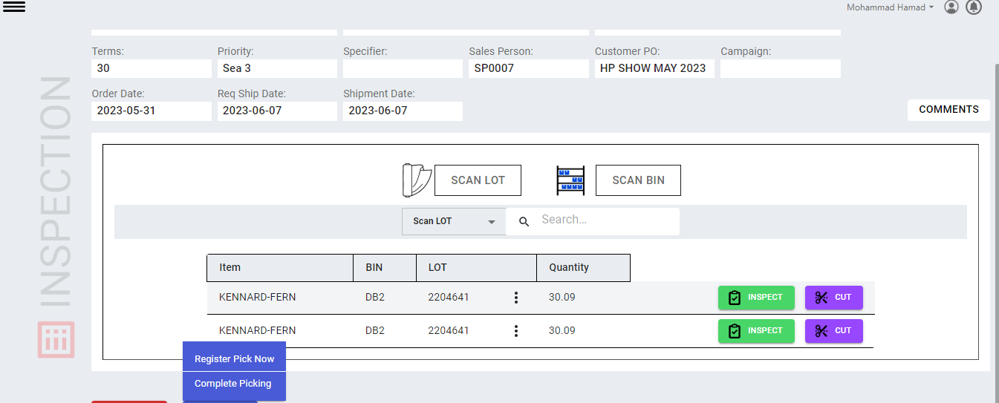 Mohammad Hamad
Terms: Priority: Specifier: Sales Person: Customer PO: Campaign:
30 Sea 3 SP0007 HP SHOW MAY 2023
Order Date: Req Ship Date: Shipment Date:
2023-05-31 2023-06-07 2023-06-07
COMMENTS
INSPECTION
SCAN LOT SCAN BIN
Scan LOT Search...
Item BIN LOT Quantity
KENNARD-FERN DB2 2204641 30.09 INSPECT CUT
KENNARD-FERN DB2 2204641 30.09 INSPECT CUT
Register Pick Now
Complete Picking